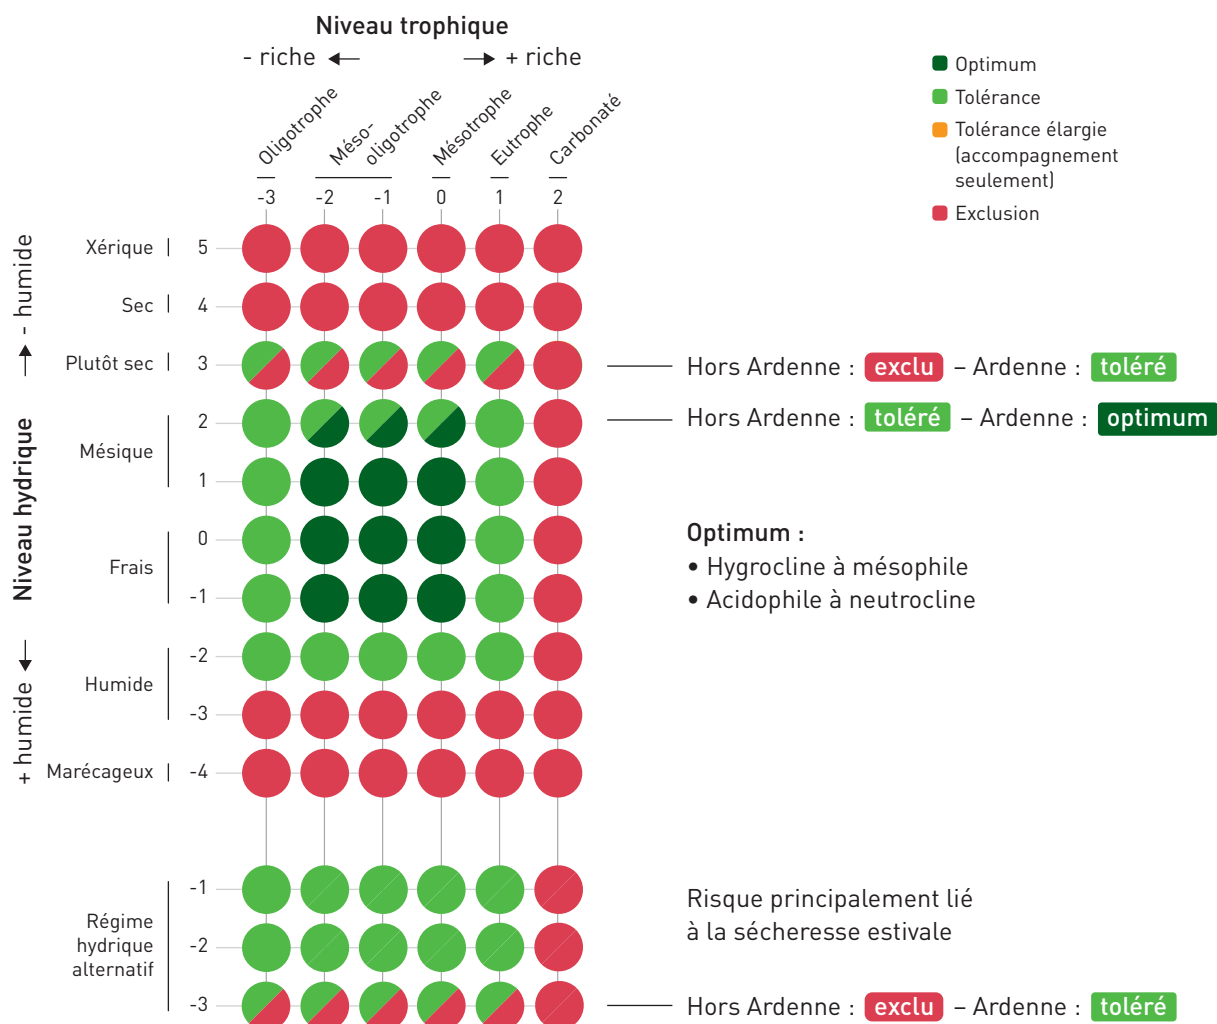 Niveau trophique
- riche ← → + riche
Oligotrophe
Méso-
oligotrophe
Mésotrophe
Eutrophe
Carbonaté
-3 -2 -1 0 1 2
Optimum
Tolérance
Tolérance élargie
(accompagnement
seulement)
Exclusion
Niveau hydrique
→ - humide
+ humide ←
Xérique 5
Sec 4
Plutôt sec 3
Hors Ardenne : exclu – Ardenne : toléré
Mésique
2
1
Hors Ardenne : toléré – Ardenne : optimum
Frais
0
-1
Optimum :
• Hygrocline à mésophile
• Acidophile à neutrocline
Humide
-2
-3
Marécageux -4
Régime
hydrique
alternatif
-1
-2
-3
Risque principalement lié
à la sécheresse estivale
Hors Ardenne : exclu – Ardenne : toléré